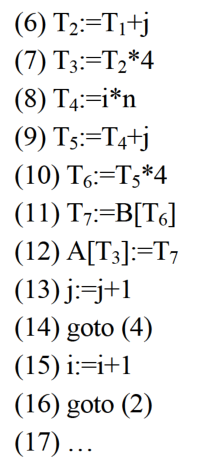 (6) T₂:=T₁+j
(7) T₃:=T₂*4
(8) T₄:=i*n
(9) T₅:=T₄+j
(10) T₆:=T₅*4
(11) T₇:=B[T₆]
(12) A[T₃]:=T₇
(13) j:=j+1
(14) goto (4)
(15) i:=i+1
(16) goto (2)
(17) …